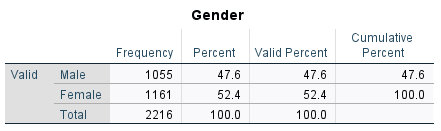 Gender
Frequency Percent Valid Percent Cumulative Percent
Valid Male 1055 47.6 47.6 47.6
Female 1161 52.4 52.4 100.0
Total 2216 100.0 100.0